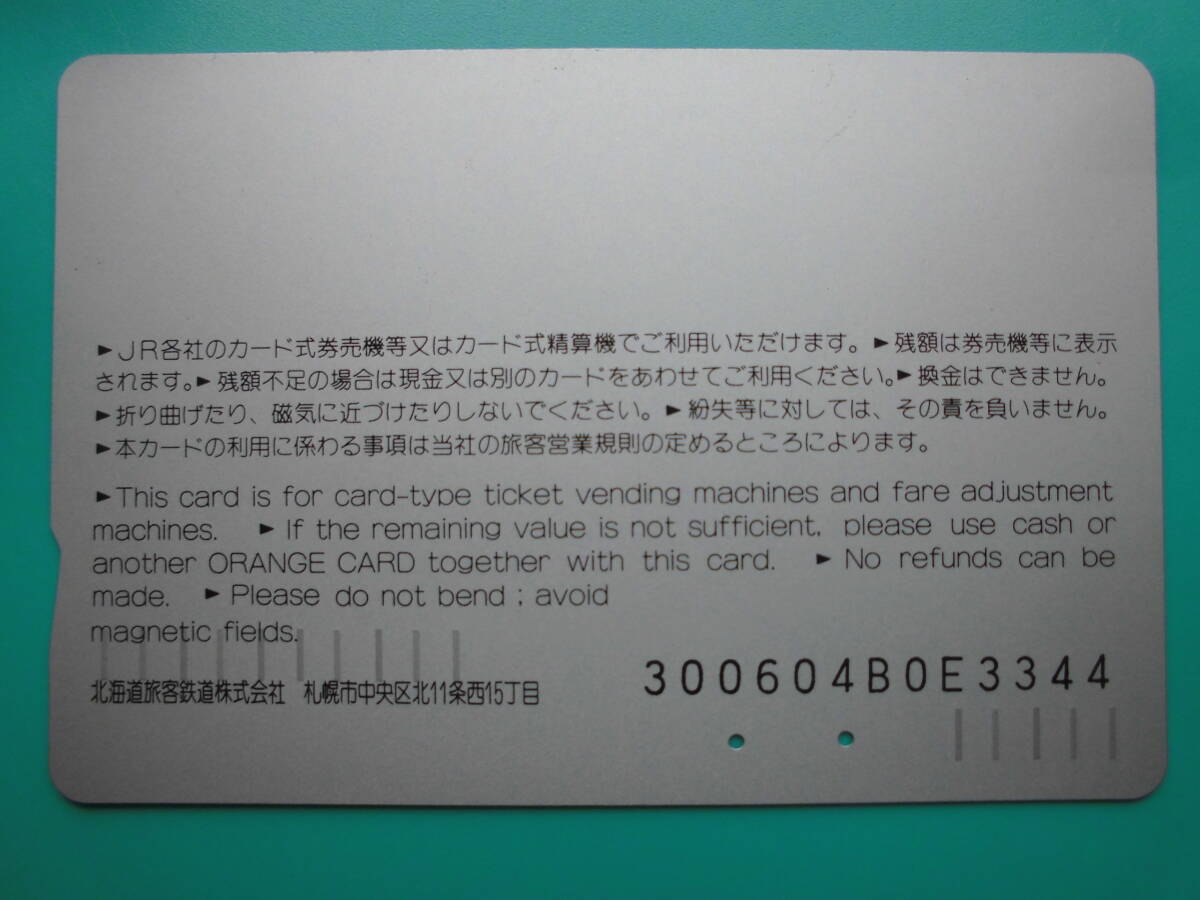 ►JR各社のカード式券売機等又はカード式精算機でご利用いただけます。►残額は券売機等に表示
されます。►残額不足の場合は現金又は別のカードをあわせてご利用ください。►換金はできません。
►折り曲げたり、磁気に近づけたりしないでください。►紛失等に対しては、その責を負いません。
►本カードの利用に係わる事項は当社の旅客営業規則の定めるところによります。
►This card is for card-type ticket vending machines and fare adjustment
machines. ►If the remaining value is not sufficient, please use cash or
another ORANGE CARD together with this card. ►No refunds can be
made. ►Please do not bend ; avoid
magnetic fields.
北海道旅客鉄道株式会社 札幌市中央区北11条西15丁目
300604B0E3344